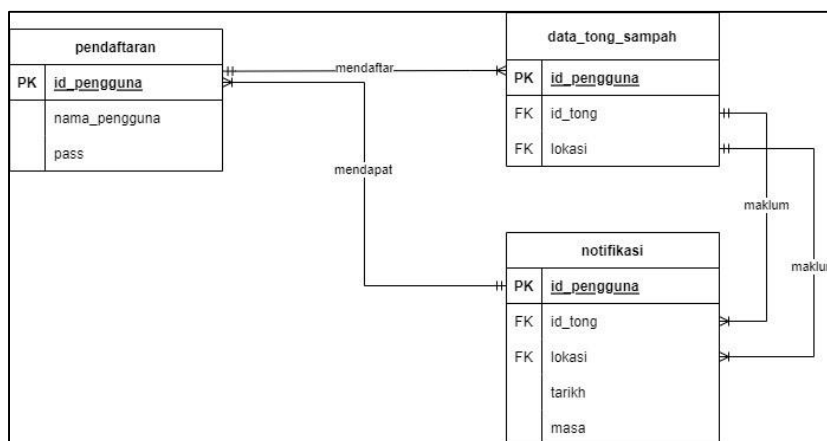 pendaftaran
PK id_pengguna
nama_pengguna
pass
mendaftar
mendapat
data_tong_sampah
PK id_pengguna
FK id_tong
FK lokasi
maklum
maklum
notifikasi
PK id_pengguna
FK id_tong
FK lokasi
tarikh
masa